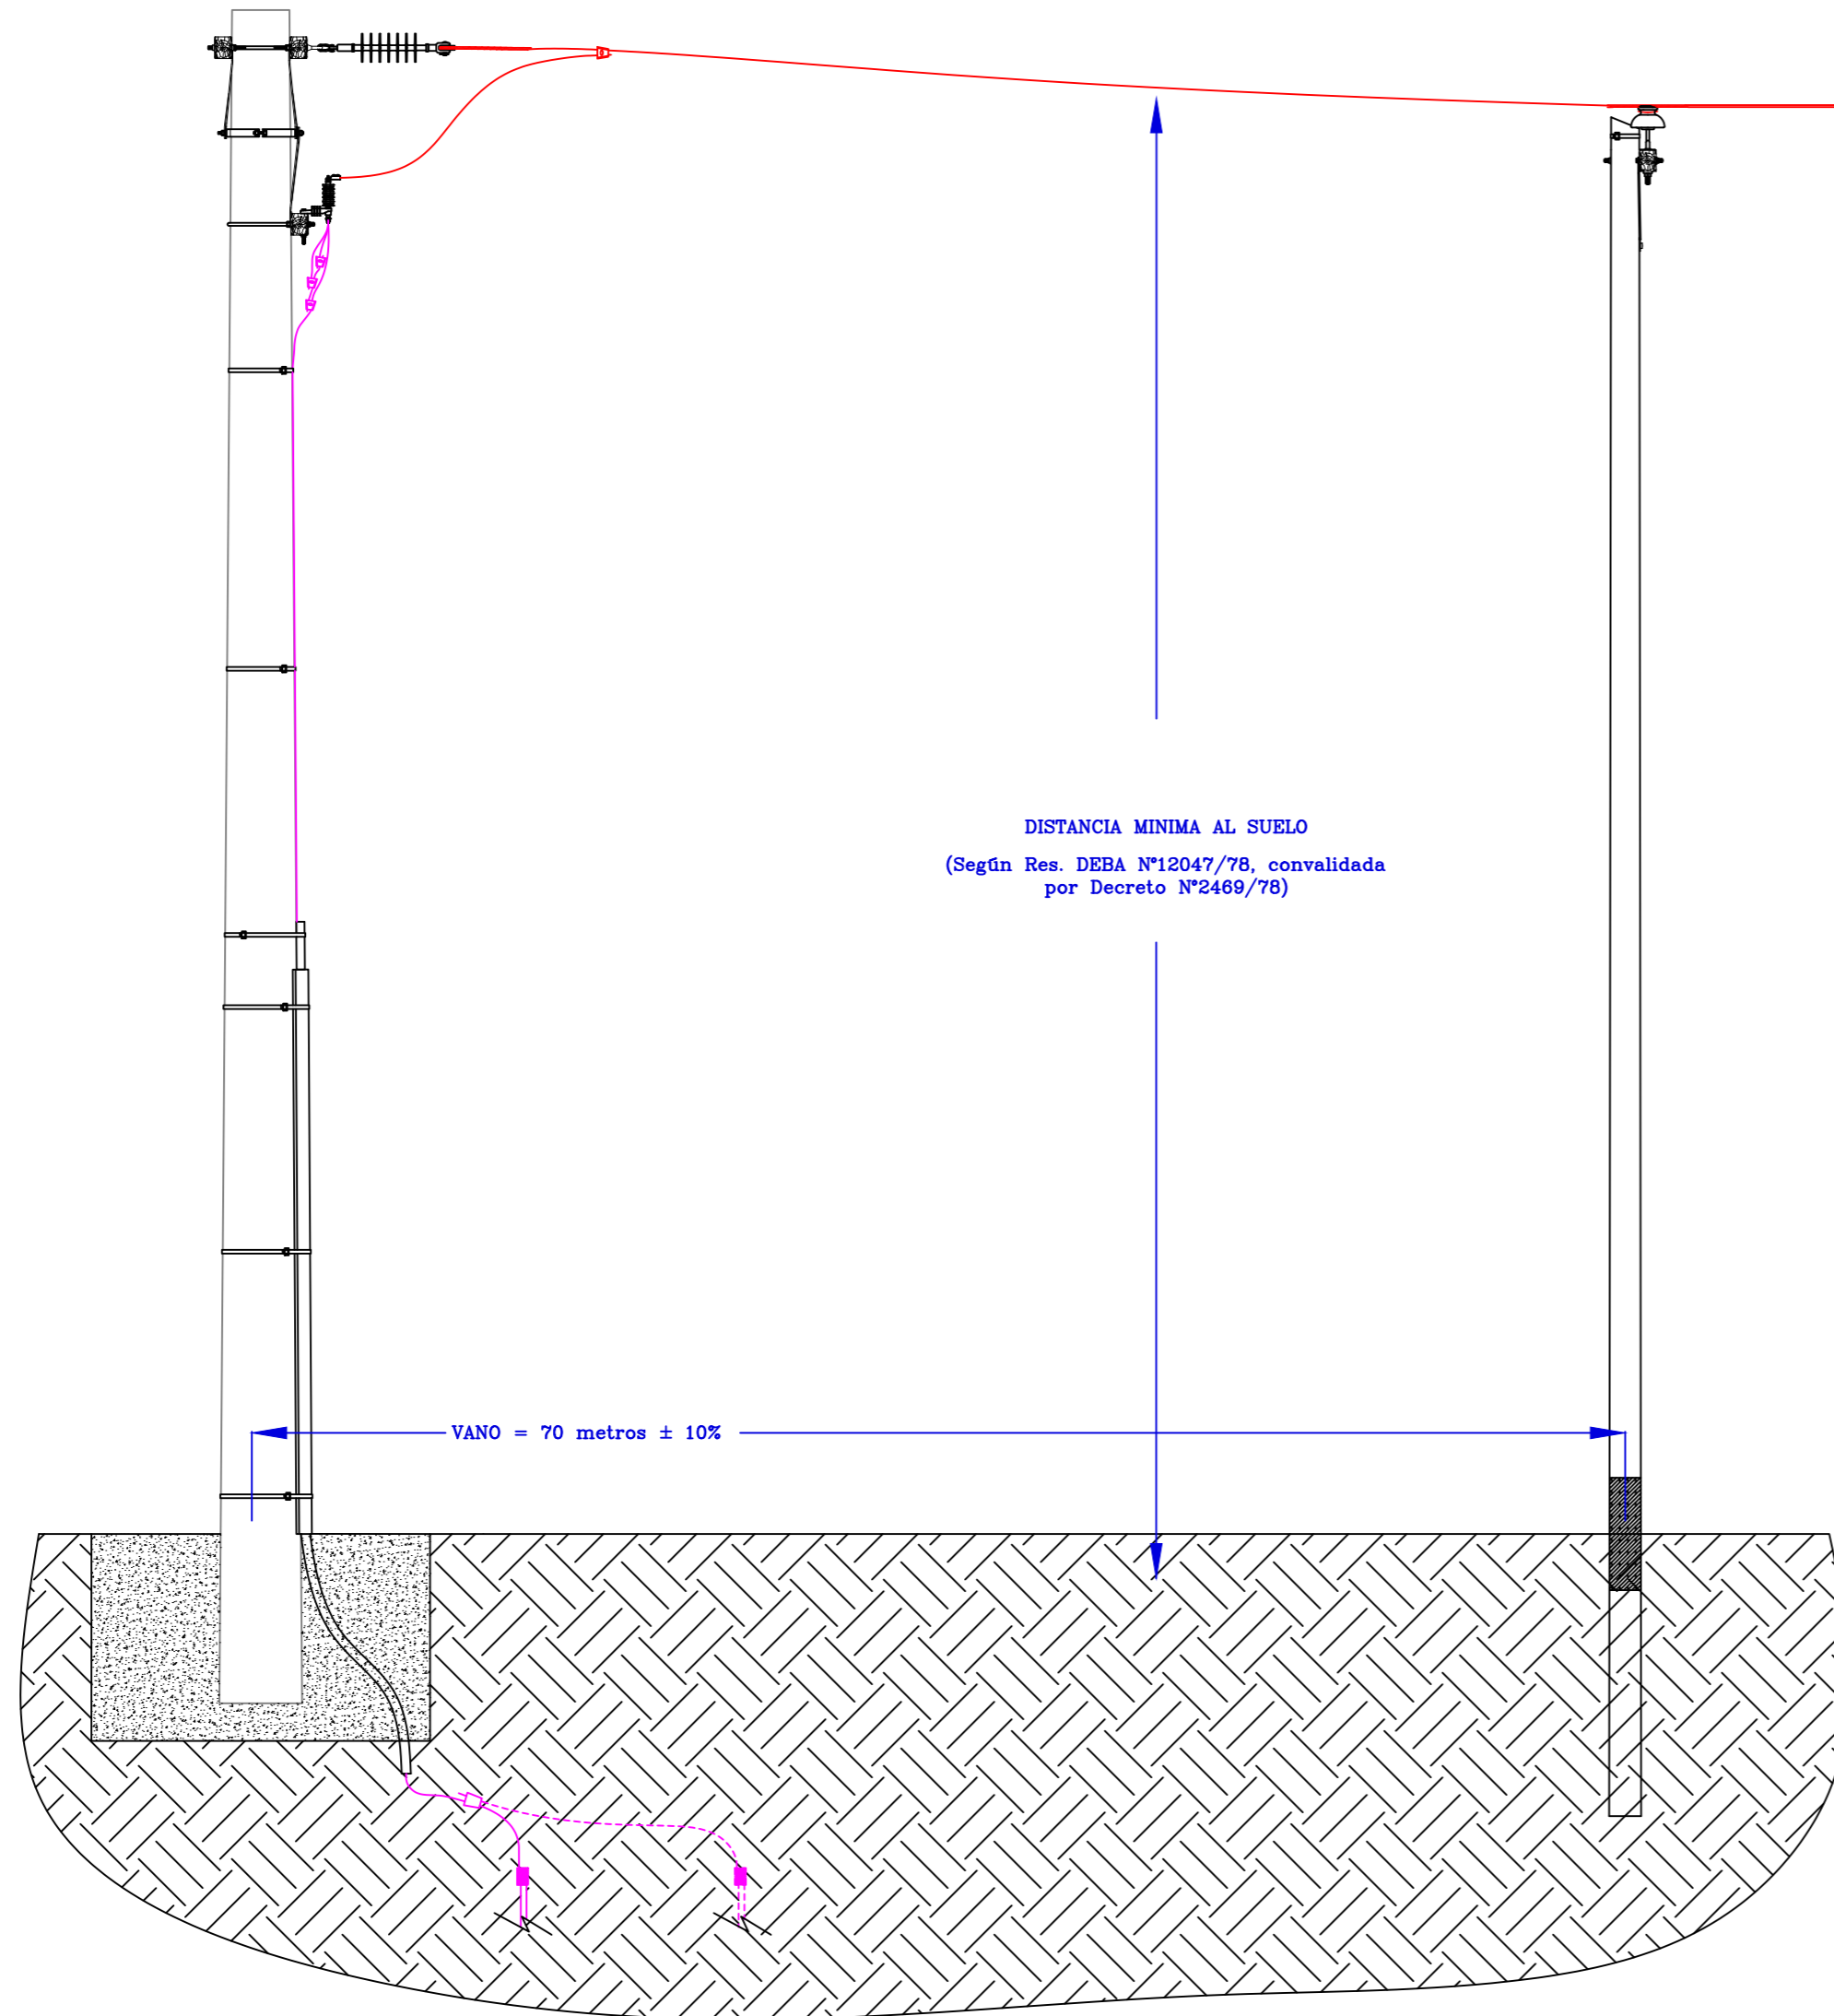 DISTANCIA MINIMA AL SUELO
(Según Res. DEBA N°12047/78, convalidada
por Decreto N°2469/78)
VANO = 70 metros ± 10%